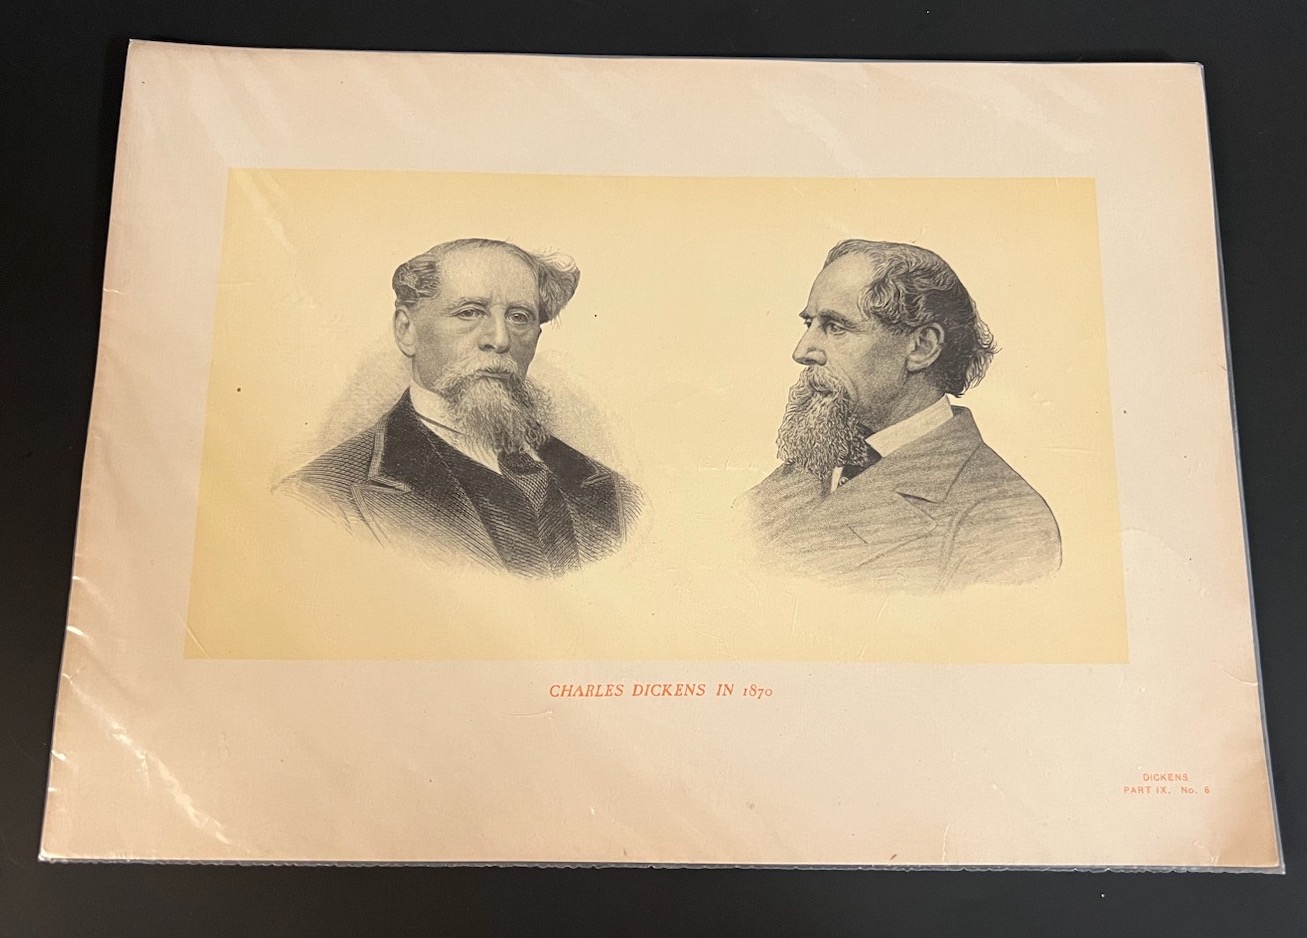 CHARLES DICKENS IN 1870
DICKENS
PART IX. No. 6